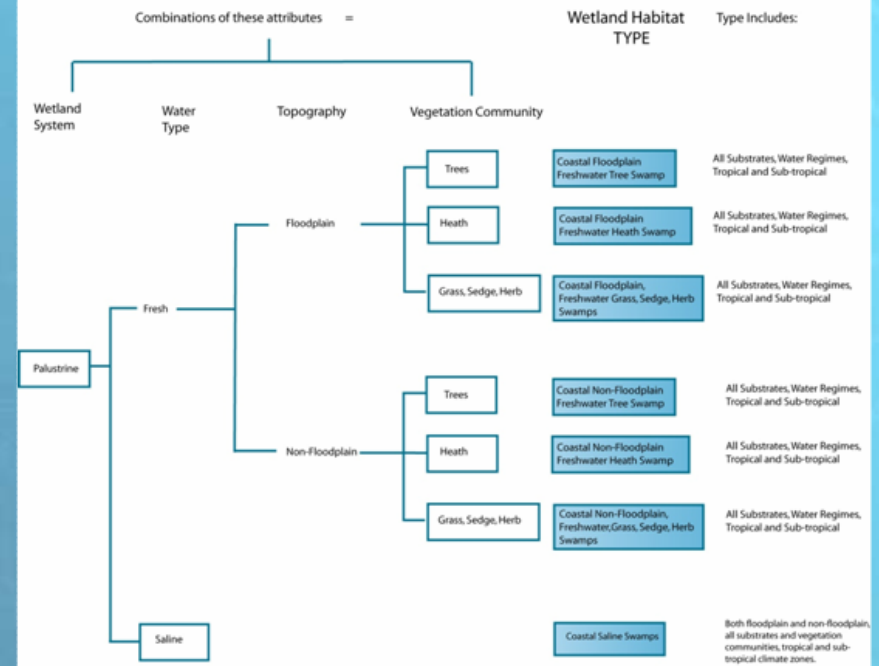 Combinations of these attributes =
Wetland Habitat
TYPE
Type Includes:
Wetland
System
Water
Type
Topography
Vegetation Community
Trees
Coastal Floodplain
Freshwater Tree Swamp
All Substrates, Water Regimes,
Tropical and Sub-tropical
Floodplain
Heath
Coastal Floodplain
Freshwater Heath Swamp
All Substrates, Water Regimes,
Tropical and Sub-tropical
Grass, Sedge, Herb
Coastal Floodplain,
Freshwater Grass, Sedge, Herb
Swamps
All Substrates, Water Regimes,
Tropical and Sub-tropical
Fresh
Palustrine
Trees
Coastal Non-Floodplain
Freshwater Tree Swamp
All Substrates, Water Regimes,
Tropical and Sub-tropical
Non-Floodplain
Heath
Coastal Non-Floodplain
Freshwater Heath Swamp
All Substrates, Water Regimes,
Tropical and Sub-tropical
Grass, Sedge, Herb
Coastal Non-Floodplain,
Freshwater,Grass, Sedge, Herb
Swamps
All Substrates, Water Regimes,
Tropical and Sub-tropical
Saline
Coastal Saline Swamps
Both floodplain and non-floodplain,
all substrates and vegetation
communities, tropical and sub-
tropical climate zones.